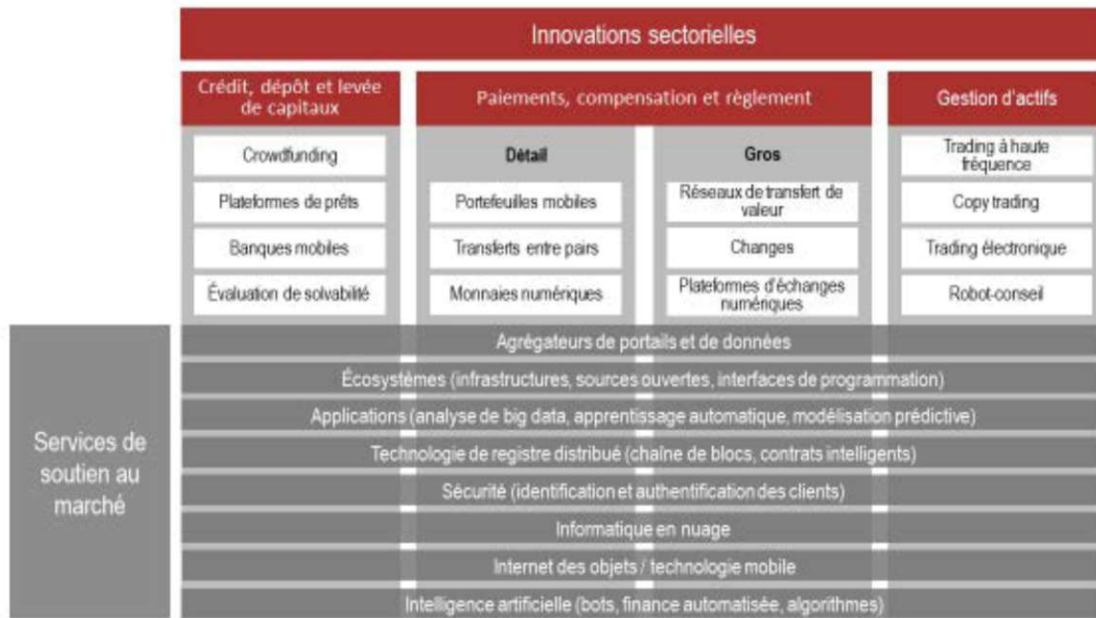 Innovations sectorielles
Crédit, dépôt et levée
de capitaux
Crowdfunding
Plateformes de prêts
Banques mobiles
Évaluation de solvabilité
Paiements, compensation et règlement
Détail
Portefeuilles mobiles
Transferts entre pairs
Monnaies numériques
Gros
Réseaux de transfert de
valeur
Changes
Plateformes d'échanges
numériques
Gestion d'actifs
Trading à haute
fréquence
Copy trading
Trading électronique
Robot-conseil
Services de
soutien au
marché
Agrégateurs de portails et de données
Écosystèmes (infrastructures, sources ouvertes, interfaces de programmation)
Applications (analyse de big data, apprentissage automatique, modélisation prédictive)
Technologie de registre distribué (chaîne de blocs, contrats intelligents)
Sécurité (identification et authentification des clients)
Informatique en nuage
Internet des objets / technologie mobile
Intelligence artificielle (bots, finance automatisée, algorithmes)